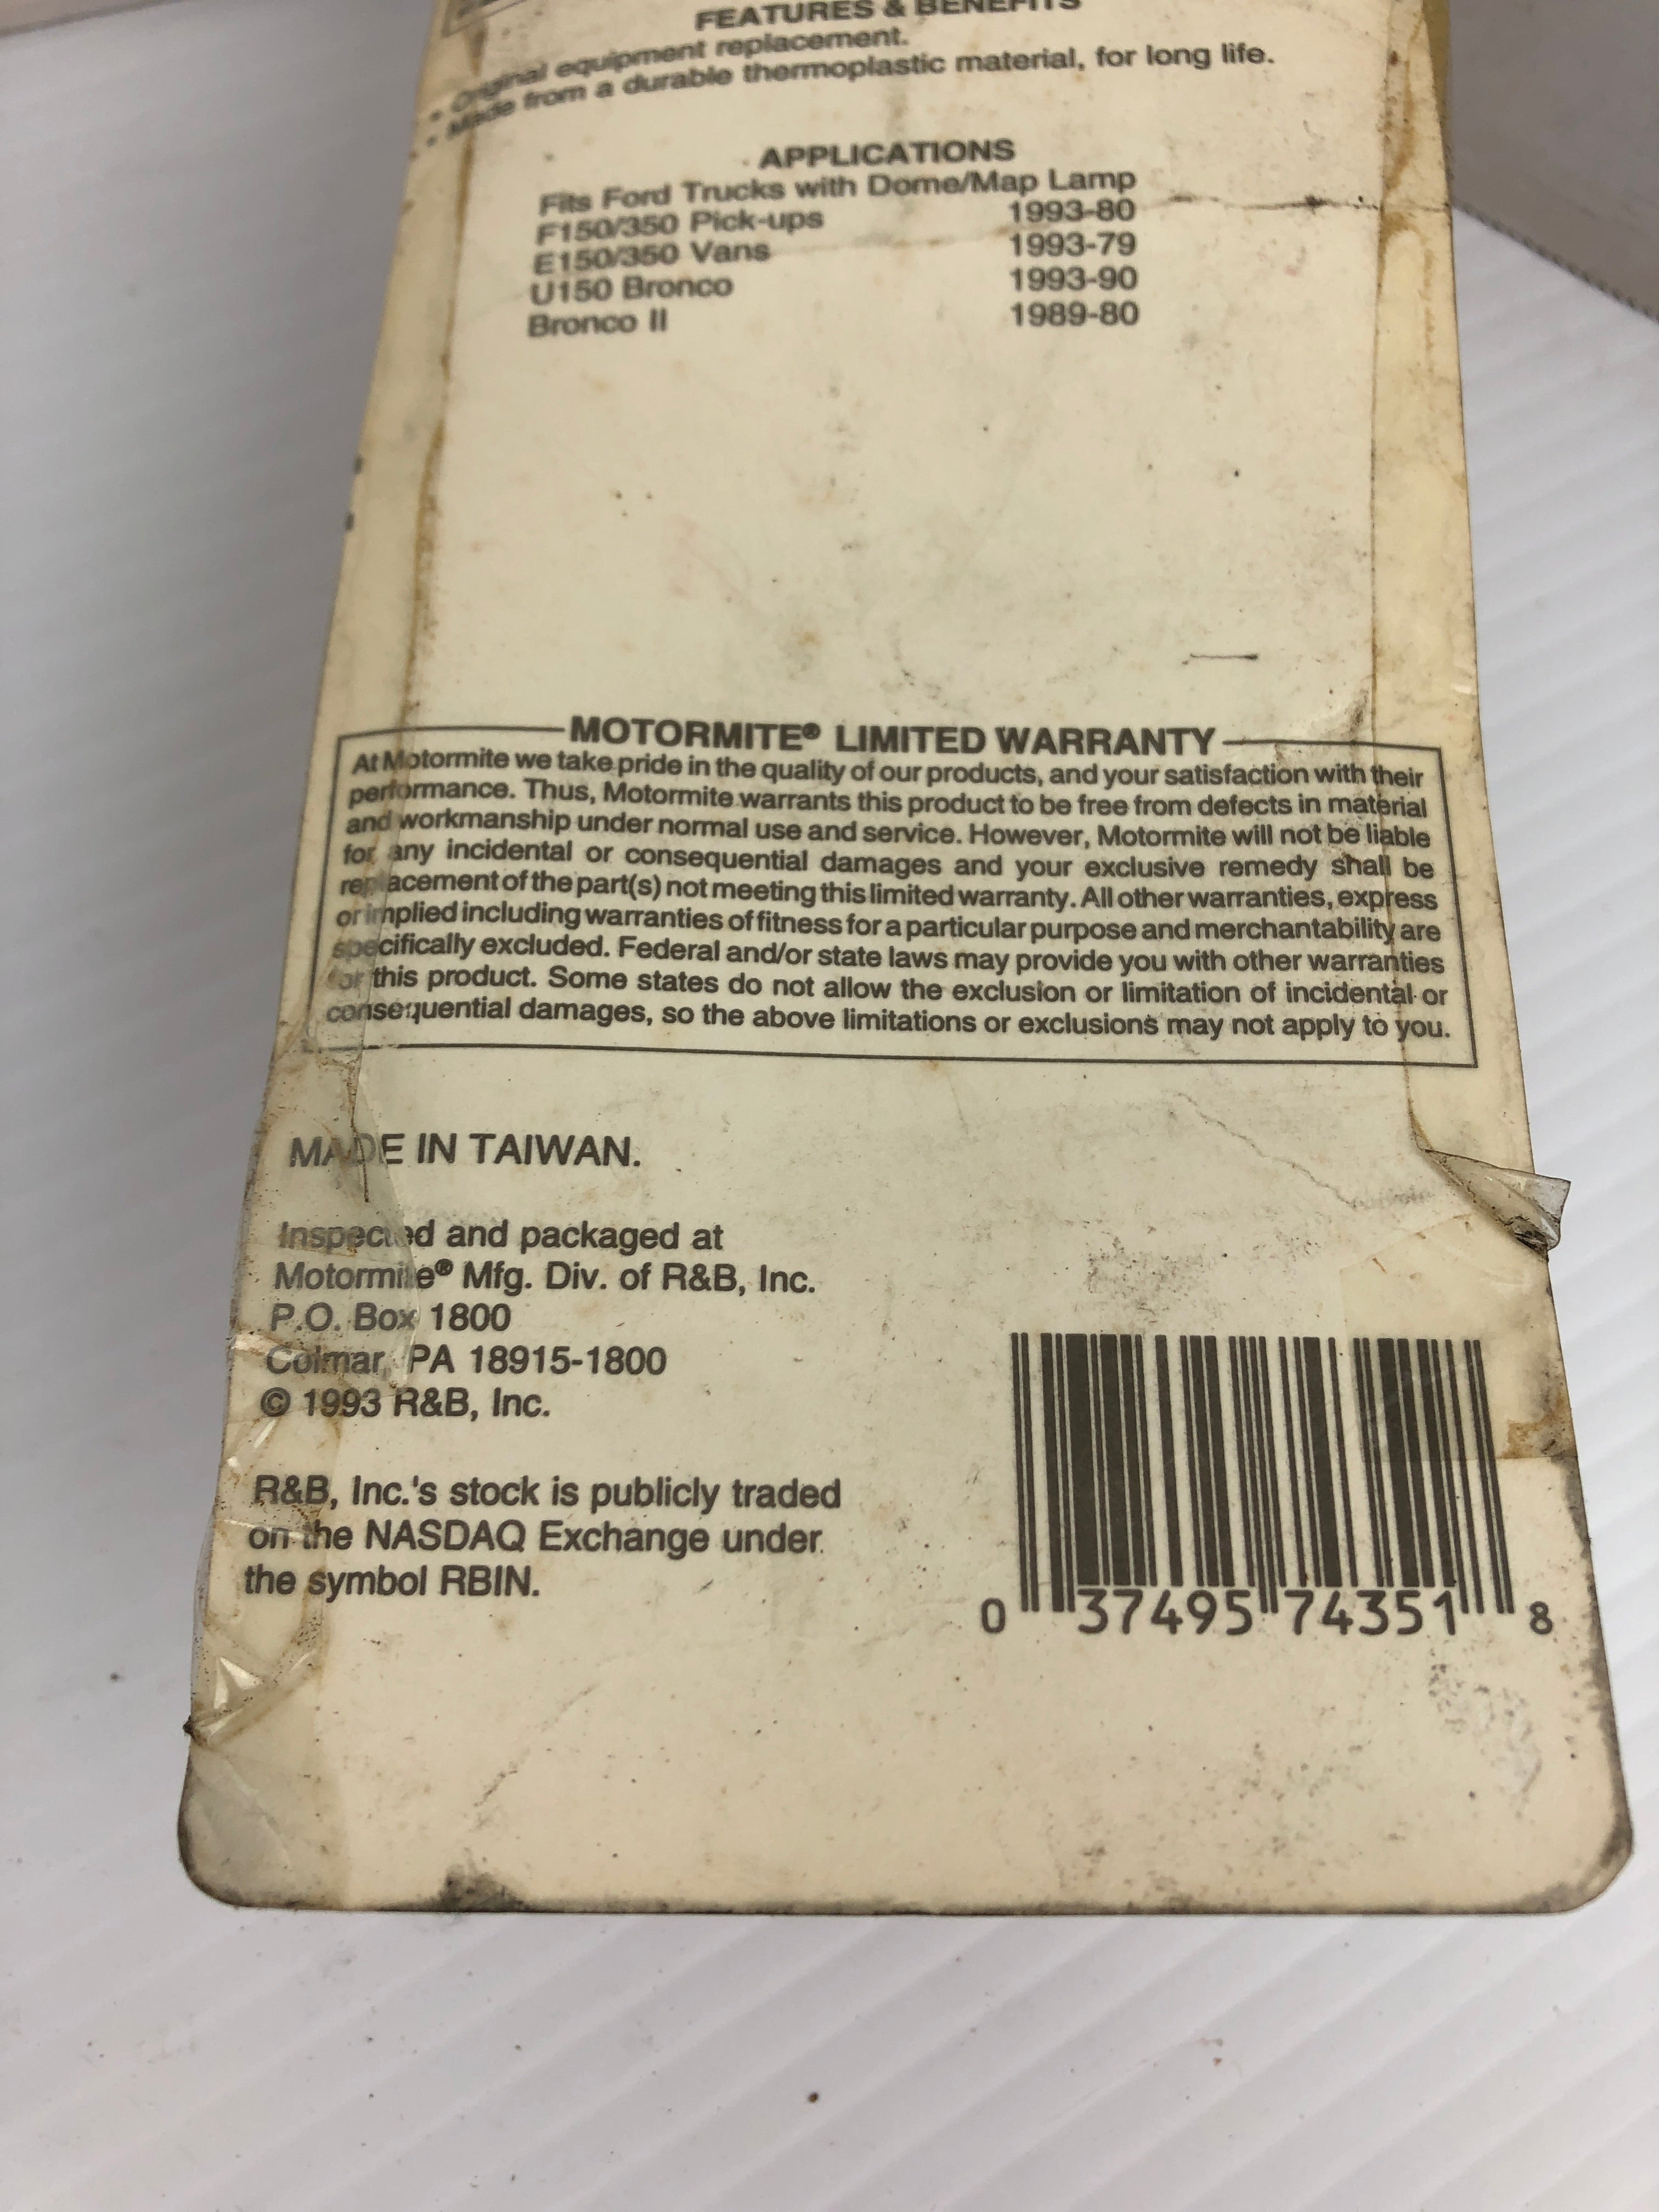 FEATURES & BENEFITS
• Original equipment replacement.
• Made from a durable thermoplastic material, for long life.
APPLICATIONS
Fits Ford Trucks with Dome/Map Lamp
F150/350 Pick-ups 1993-80
E150/350 Vans 1993-79
U150 Bronco 1993-90
Bronco II 1989-80
MOTORMITE® LIMITED WARRANTY
At Motormite we take pride in the quality of our products, and your satisfaction with their
performance. Thus, Motormite warrants this product to be free from defects in material
and workmanship under normal use and service. However, Motormite will not be liable
for any incidental or consequential damages and your exclusive remedy shall be
replacement of the part(s) not meeting this limited warranty. All other warranties, express
or implied including warranties of fitness for a particular purpose and merchantability are
specifically excluded. Federal and/or state laws may provide you with other warranties
for this product. Some states do not allow the exclusion or limitation of incidental or
consequential damages, so the above limitations or exclusions may not apply to you.
MADE IN TAIWAN.
Inspected and packaged at
Motormite® Mfg. Div. of R&B, Inc.
P.O. Box 1800
Colmar, PA 18915-1800
© 1993 R&B, Inc.
R&B, Inc.'s stock is publicly traded
on the NASDAQ Exchange under
the symbol RBIN.
0 37495 74351 8